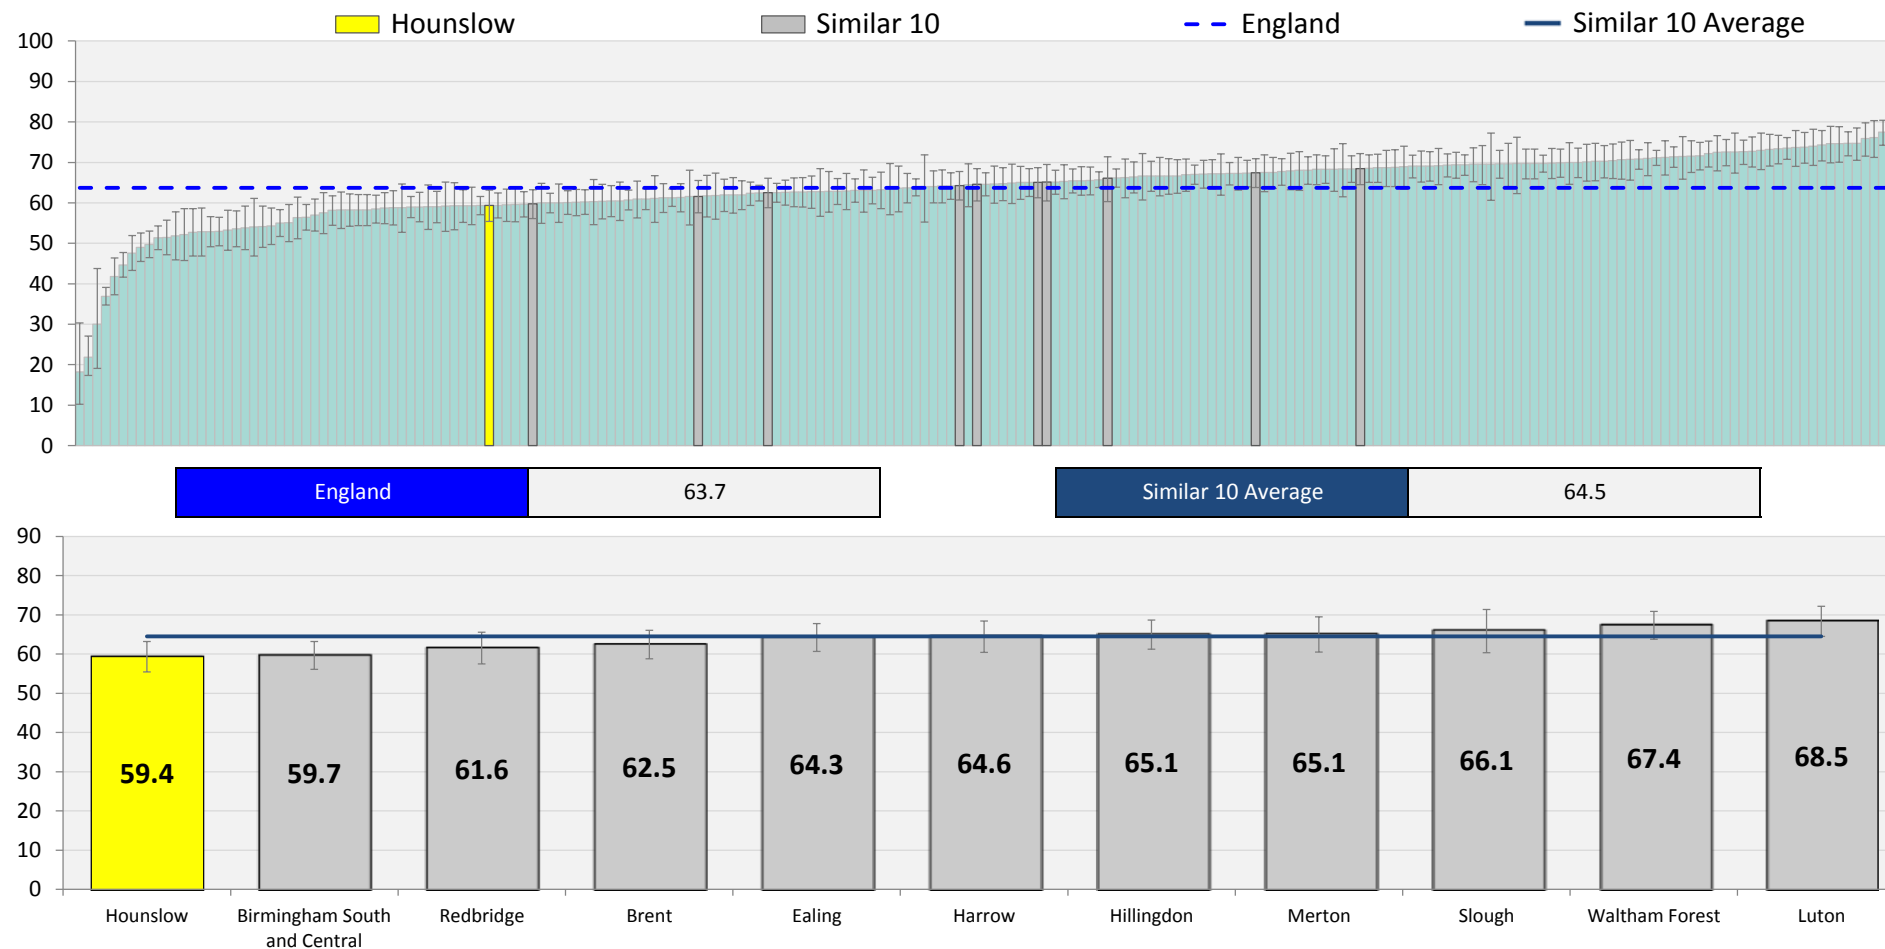 Hounslow
Similar 10
England
Similar 10 Average
100
90
80
70
60
50
40
30
20
10
0
England
63.7
Similar 10 Average
64.5
90
80
70
60
50
40
30
20
10
0
59.4
59.7
61.6
62.5
64.3
64.6
65.1
65.1
66.1
67.4
68.5
Hounslow
Birmingham South
and Central
Redbridge
Brent
Ealing
Harrow
Hillingdon
Merton
Slough
Waltham Forest
Luton